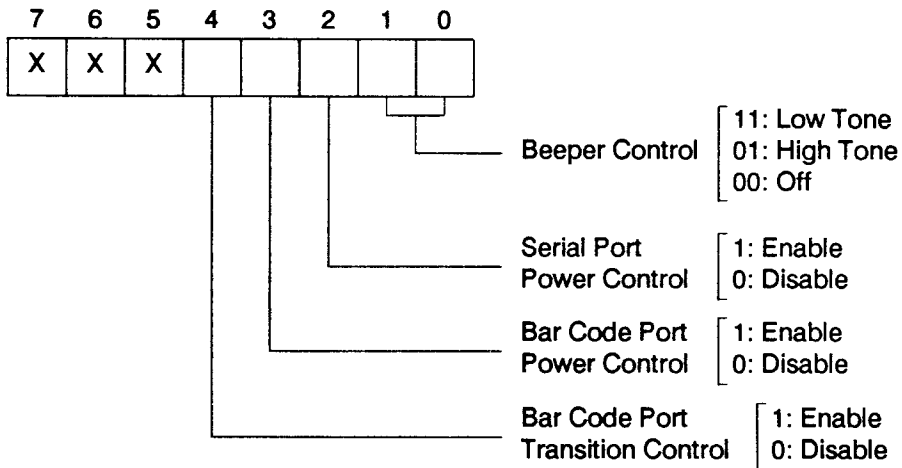 7 6 5 4 3 2 1 0
X X X
11: Low Tone
Beeper Control 01: High Tone
00: Off
Serial Port 1: Enable
Power Control 0: Disable
Bar Code Port 1: Enable
Power Control 0: Disable
Bar Code Port 1: Enable
Transition Control 0: Disable